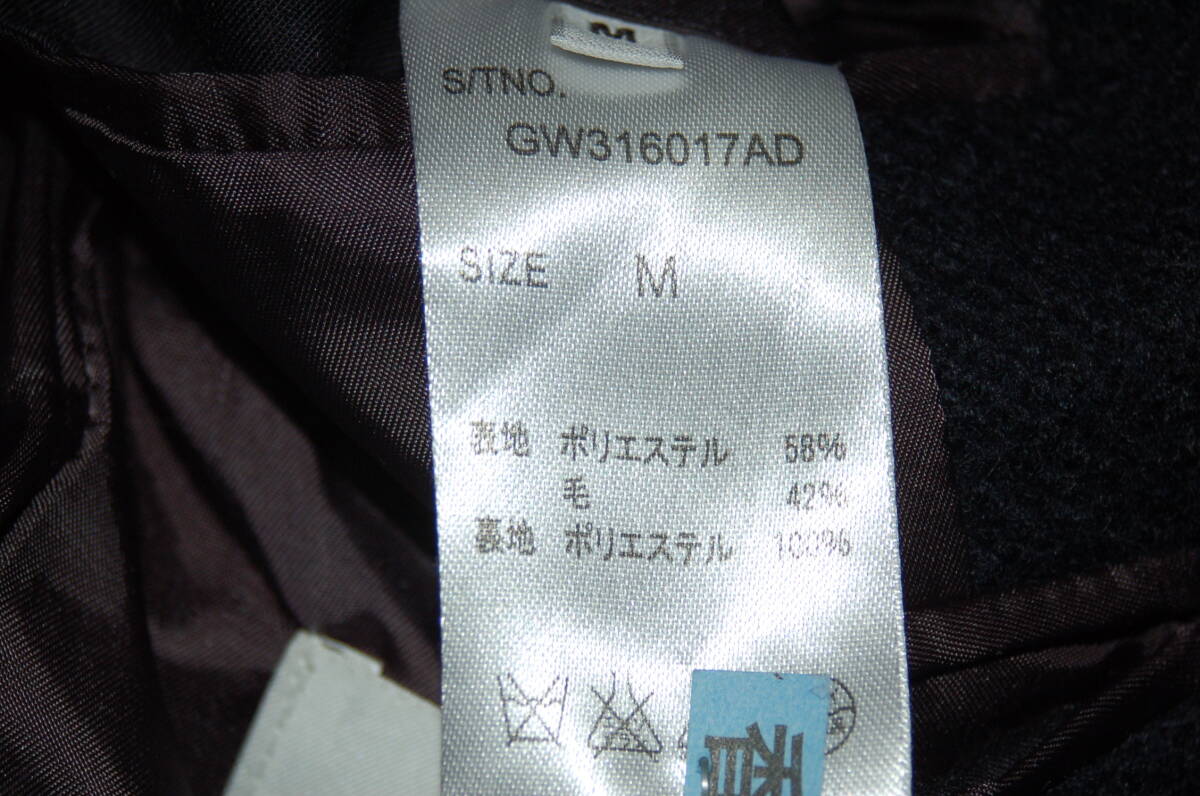 M
S/TNO.
GW316017AD
SIZE M
表地 ポリエステル 58%
毛 42%
裏地 ポリエステル 100%